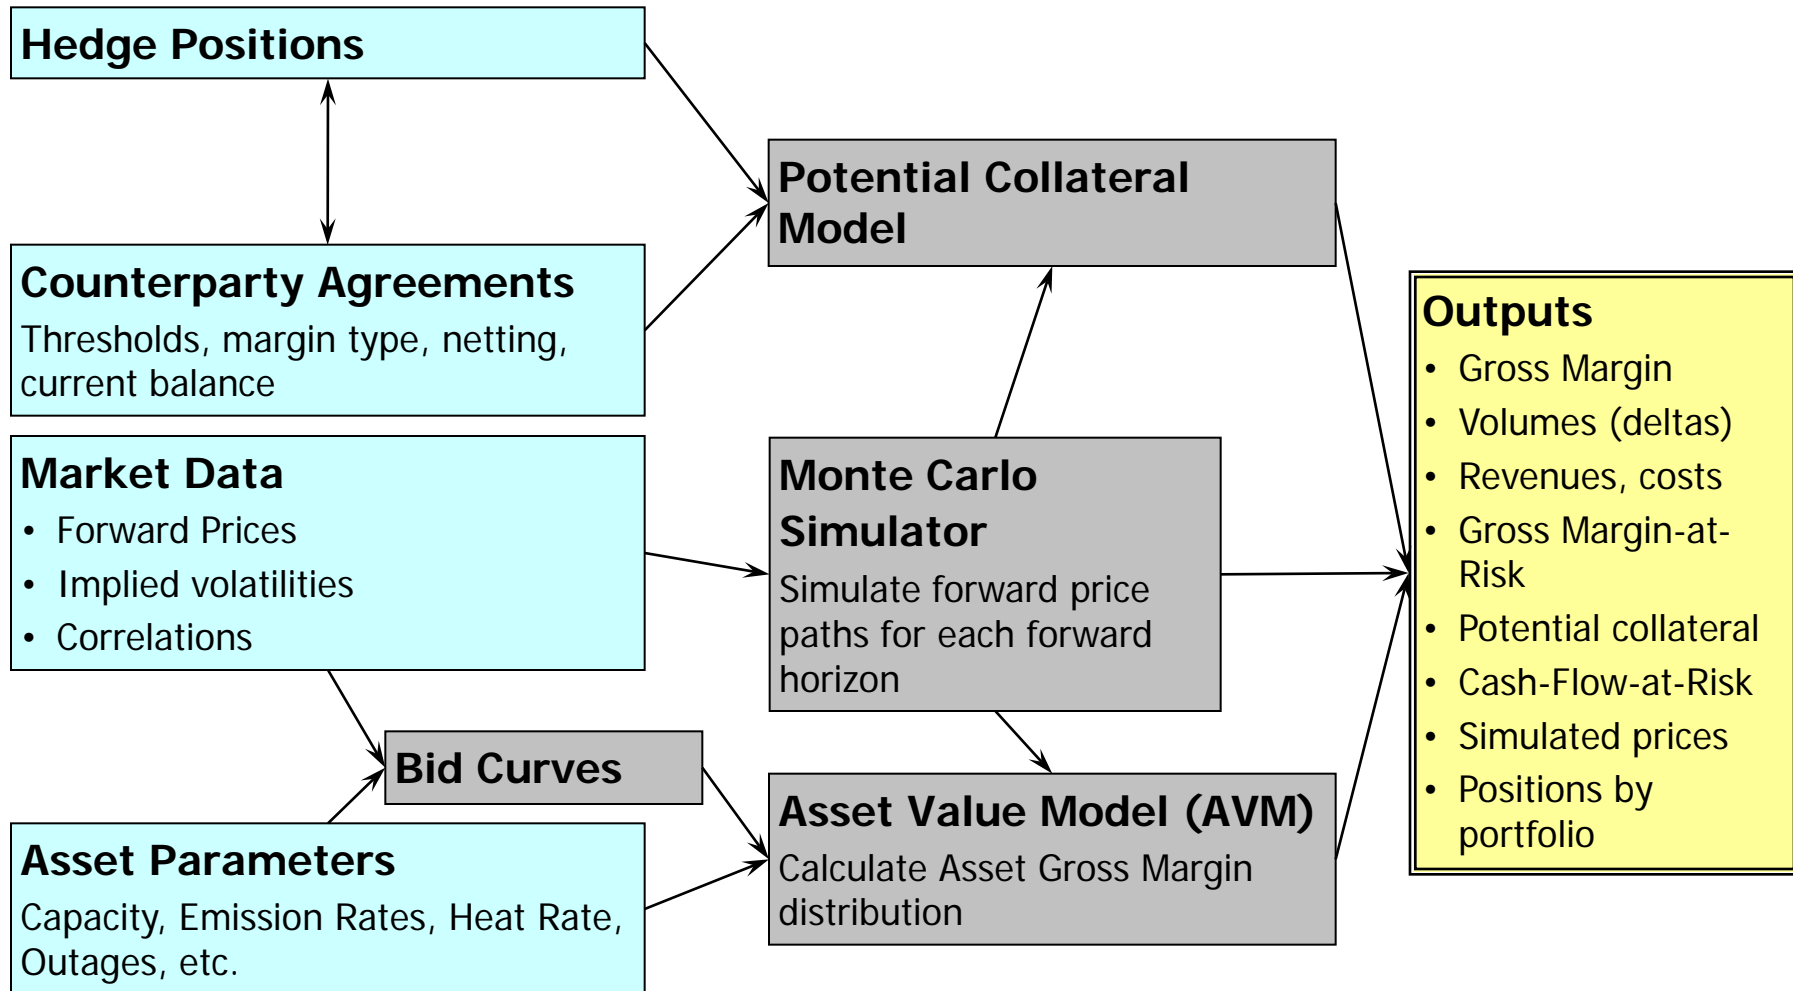 Hedge Positions
Counterparty Agreements
Thresholds, margin type, netting,
current balance
Market Data
• Forward Prices
• Implied volatilities
• Correlations
Bid Curves
Asset Parameters
Capacity, Emission Rates, Heat Rate,
Outages, etc.
Potential Collateral
Model
Monte Carlo
Simulator
Simulate forward price
paths for each forward
horizon
Asset Value Model (AVM)
Calculate Asset Gross Margin
distribution
Outputs
• Gross Margin
• Volumes (deltas)
• Revenues, costs
• Gross Margin-at-
Risk
• Potential collateral
• Cash-Flow-at-Risk
• Simulated prices
• Positions by
portfolio